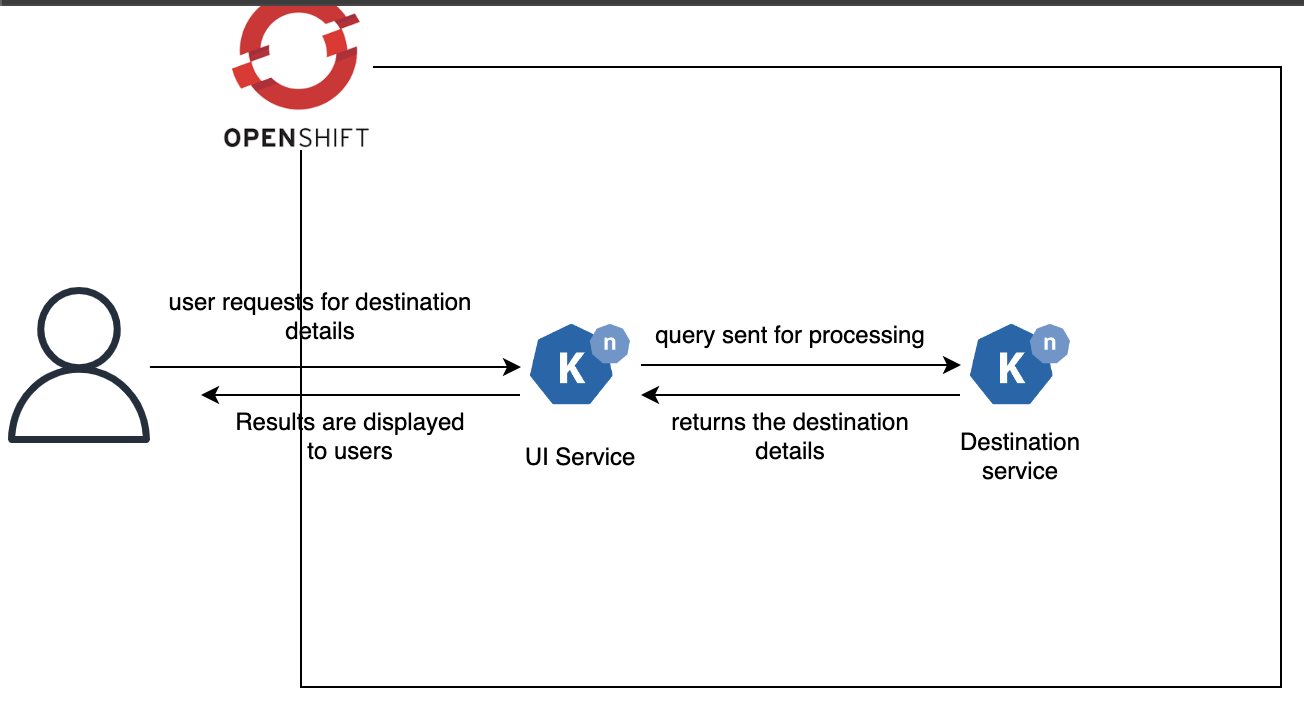 OPENSHIFT
user requests for destination
details
Results are displayed
to users
K
n
UI Service
query sent for processing
returns the destination
details
K
n
Destination
service